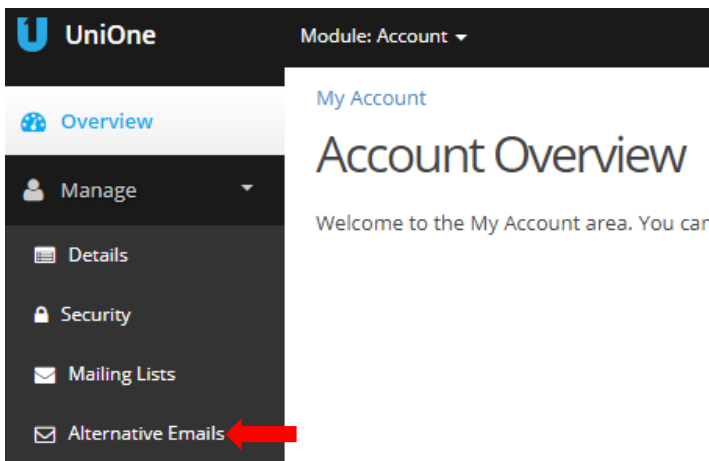 UniOne
Module: Account
My Account
Overview
Account Overview
Manage
Welcome to the My Account area. You can
Details
Security
Mailing Lists
Alternative Emails